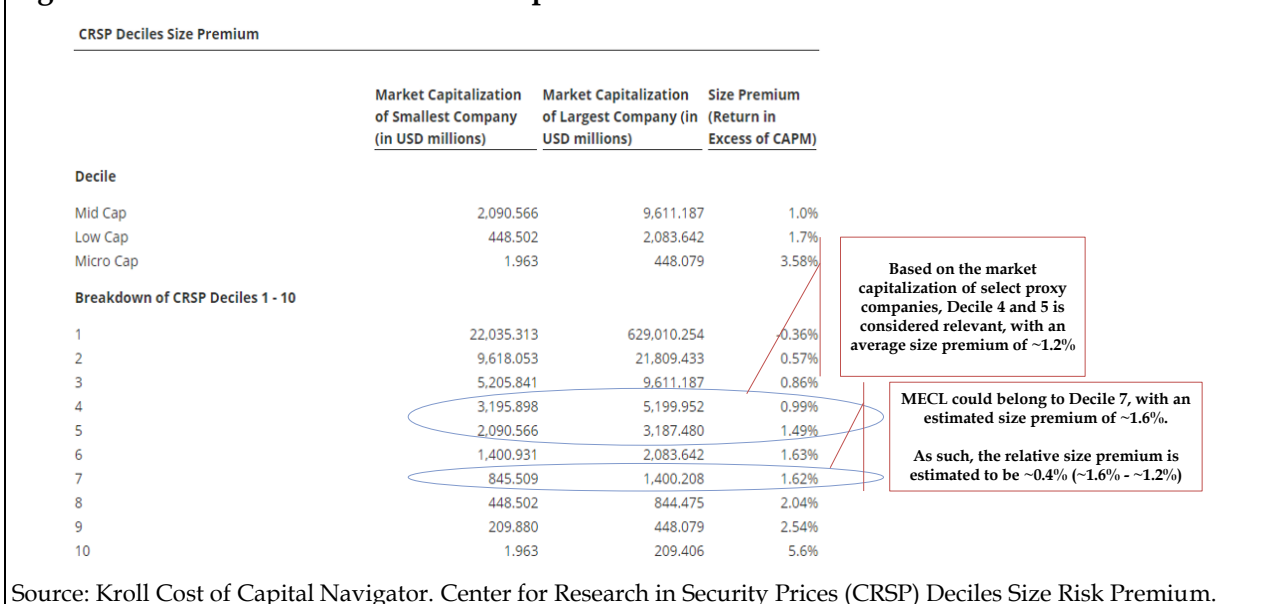 CRSP Deciles Size Premium
Market Capitalization Market Capitalization Size Premium
of Smallest Company of Largest Company (in (Return in
(in USD millions) USD millions) Excess of CAPM)
Decile
Mid Cap 2,090.566 9,611.187 1.0%
Low Cap 448.502 2,083.642 1.7%
Micro Cap 1.963 448.079 3.58%
Breakdown of CRSP Deciles 1 - 10
1 22,035.313 629,010.254 -0.36%
2 9,618.053 21,809.433 0.57%
3 5,205.841 9,611.187 0.86%
4 3,195.898 5,199.952 0.99%
5 2,090.566 3,187.480 1.49%
6 1,400.931 2,083.642 1.63%
7 845.509 1,400.208 1.62%
8 448.502 844.475 2.04%
9 209.880 448.079 2.54%
10 1.963 209.406 5.6%
Based on the market
capitalization of select proxy
companies, Decile 4 and 5 is
considered relevant, with an
average size premium of ~1.2%
MECL could belong to Decile 7, with an
estimated size premium of ~1.6%.
As such, the relative size premium is
estimated to be ~0.4% (~1.6% - ~1.2%)
Source: Kroll Cost of Capital Navigator. Center for Research in Security Prices (CRSP) Deciles Size Risk Premium.